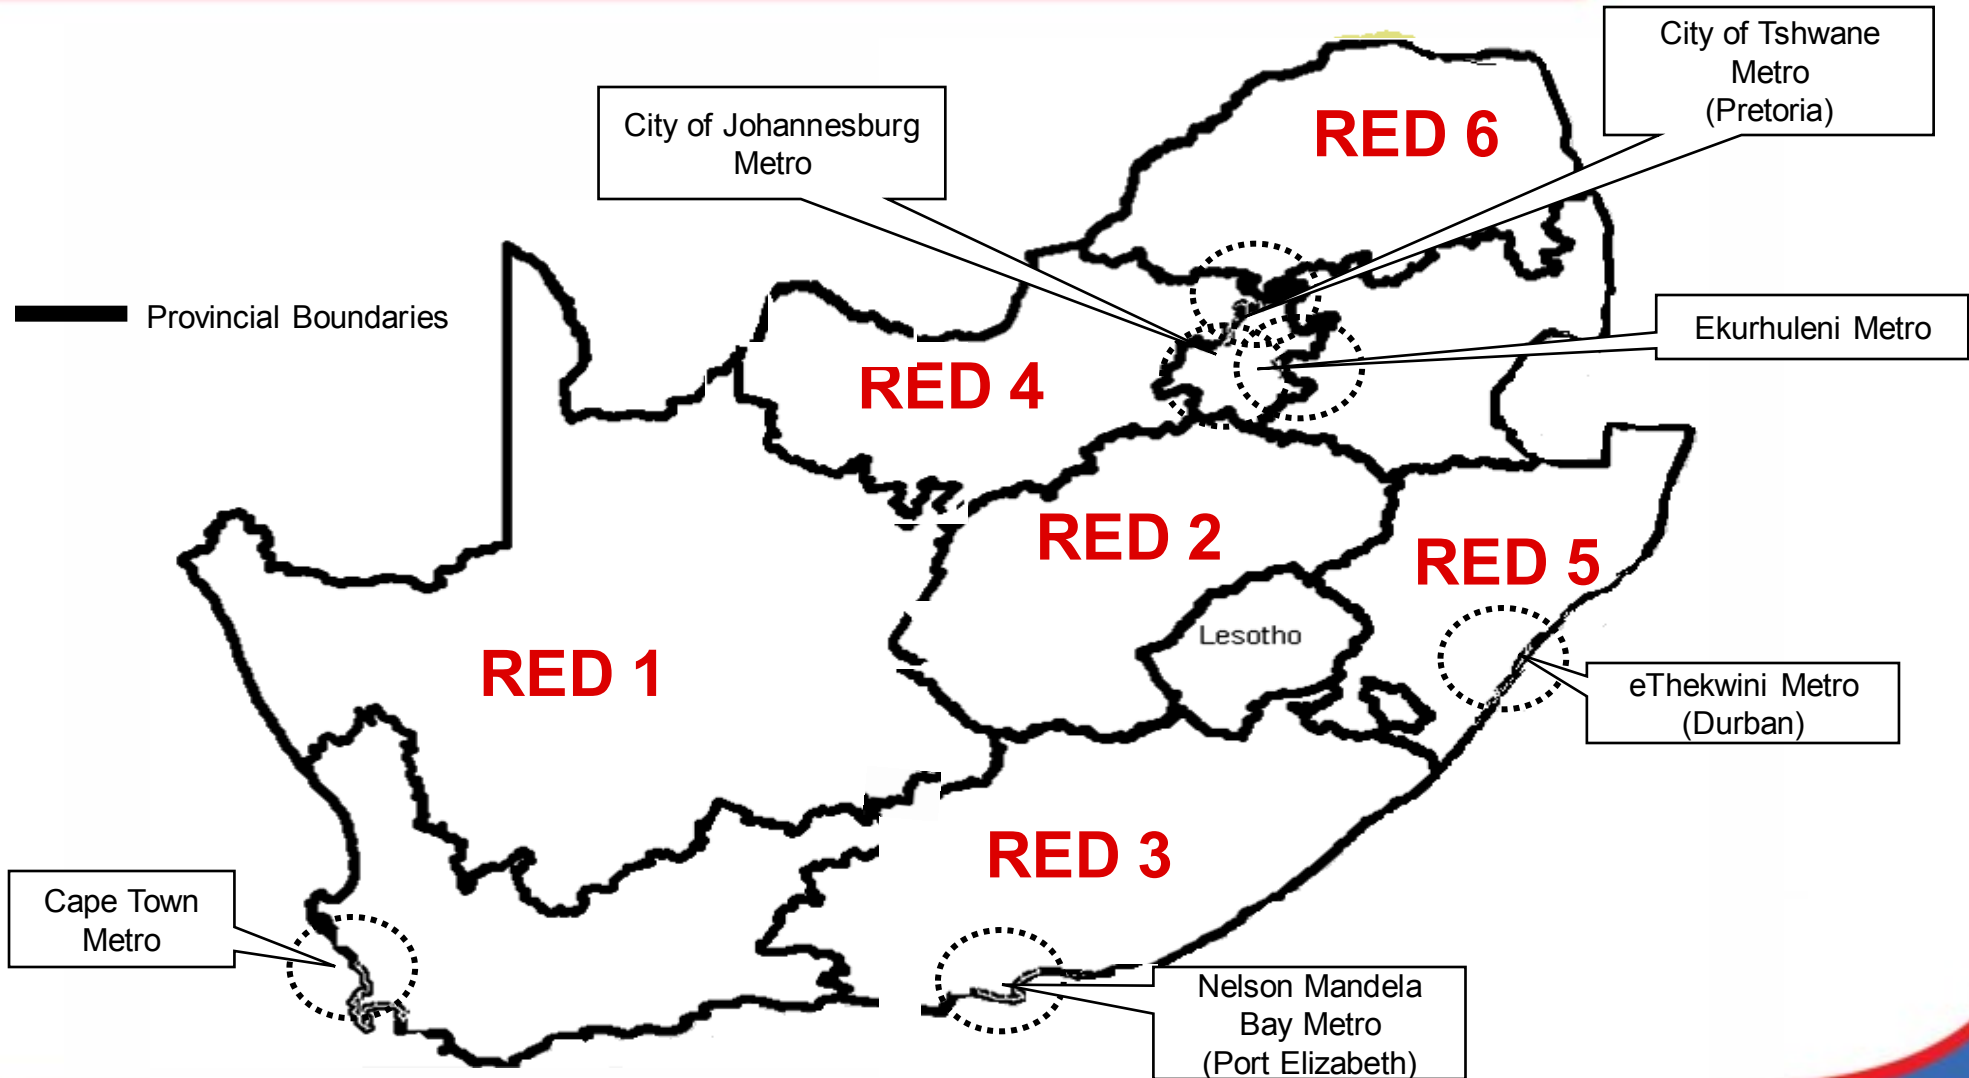 City of Tshwane
Metro
(Pretoria)
City of Johannesburg
Metro
RED 6
Provincial Boundaries
Ekurhuleni Metro
RED 4
RED 2
RED 5
Lesotho
RED 1
eThekwini Metro
(Durban)
RED 3
Cape Town
Metro
Nelson Mandela
Bay Metro
(Port Elizabeth)